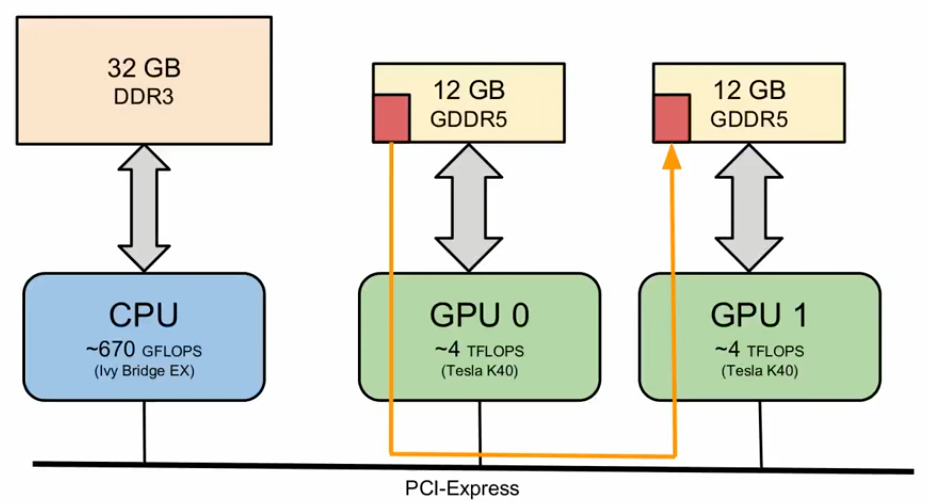 32 GB
DDR3
12 GB
GDDR5
12 GB
GDDR5
CPU
~670 GFLOPS
(Ivy Bridge EX)
GPU 0
~4 TFLOPS
(Tesla K40)
GPU 1
~4 TFLOPS
(Tesla K40)
PCI-Express